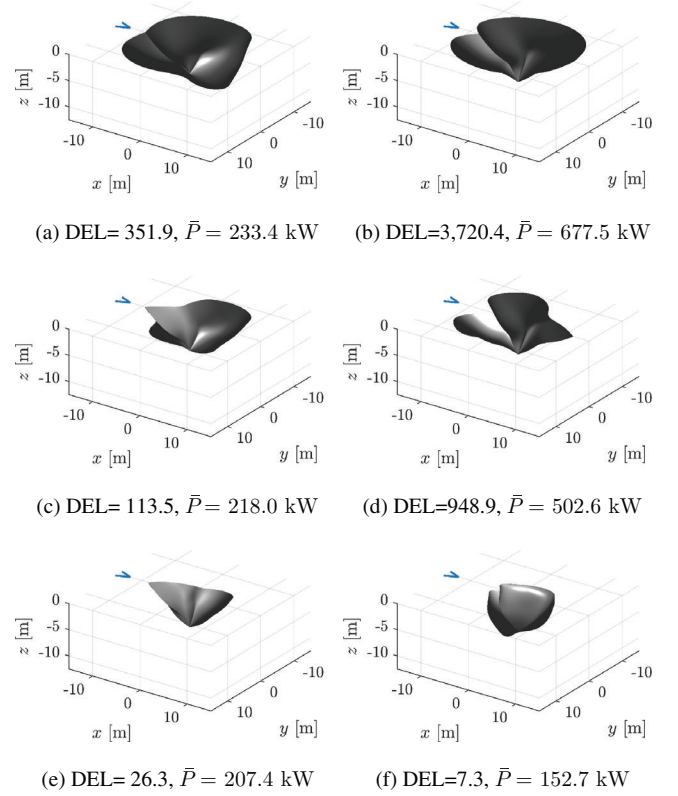 0
-5
-10
z [m]
-10
0
10
x [m]
-10
0
10
y [m]
0
-5
-10
z [m]
-10
0
10
x [m]
-10
0
10
y [m]
(a) DEL= 351.9, P̄ = 233.4 kW
(b) DEL=3,720.4, P̄ = 677.5 kW
0
-5
-10
z [m]
-10
0
10
x [m]
-10
0
10
y [m]
0
-5
-10
z [m]
-10
0
10
x [m]
-10
0
10
y [m]
(c) DEL= 113.5, P̄ = 218.0 kW
(d) DEL=948.9, P̄ = 502.6 kW
0
-5
-10
z [m]
-10
0
10
x [m]
-10
0
10
y [m]
0
-5
-10
z [m]
-10
0
10
x [m]
-10
0
10
y [m]
(e) DEL= 26.3, P̄ = 207.4 kW
(f) DEL=7.3, P̄ = 152.7 kW